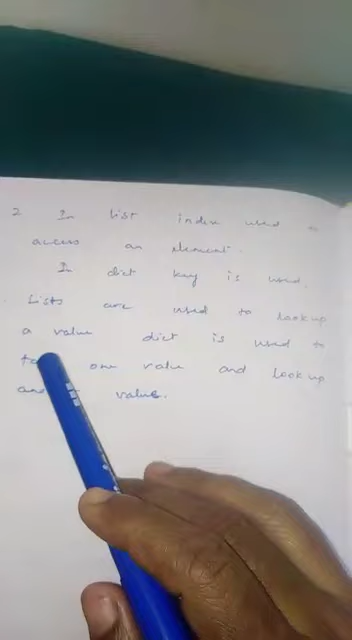 2 In list index used
access an element.
In dict key is used.
Lists are used to look up
a value dict is used to
one value and look up
value.